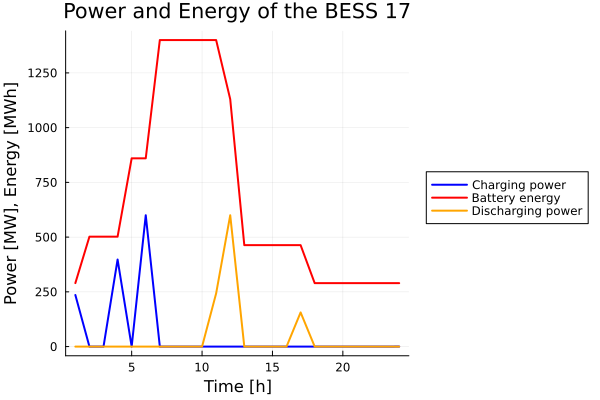 Power and Energy of the BESS 17
Power [MW], Energy [MWh]
1250
1000
750
500
250
0
5
10
15
20
Time [h]
Charging power
Battery energy
Discharging power